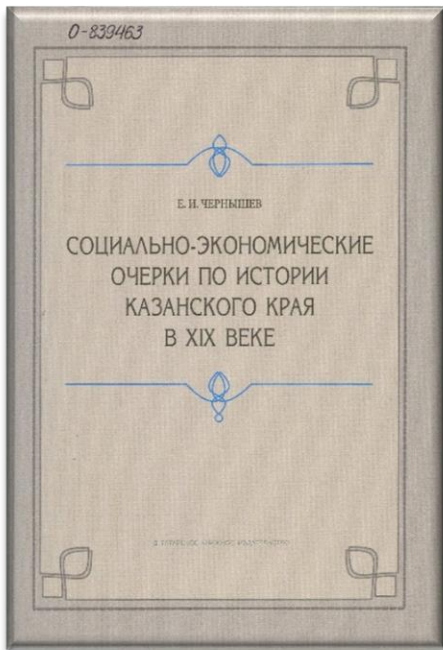 О-839463
Е. И. ЧЕРНЫШЕВ
СОЦИАЛЬНО-ЭКОНОМИЧЕСКИЕ
ОЧЕРКИ ПО ИСТОРИИ
КАЗАНСКОГО КРАЯ
В XIX ВЕКЕ